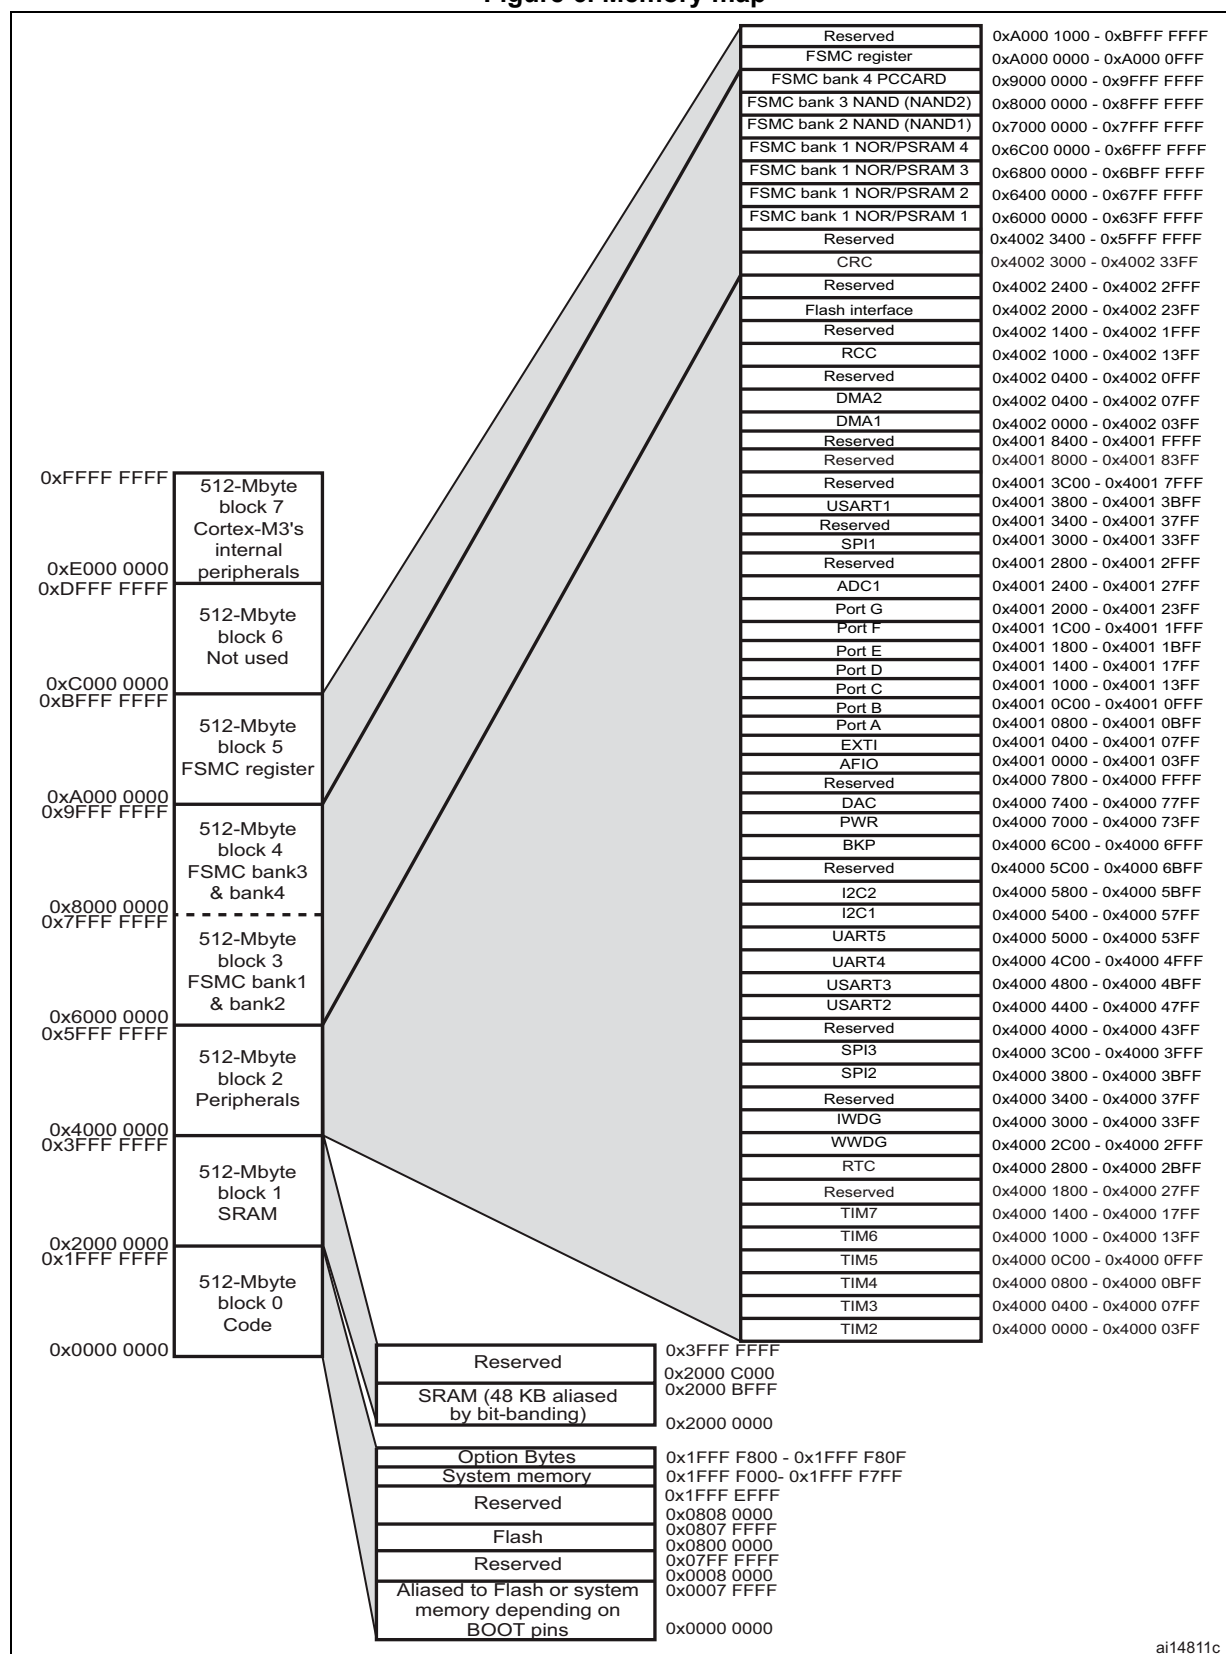 Figure 6. Memory map
Reserved 0xA000 1000 - 0xBFFF FFFF
FSMC register 0xA000 0000 - 0xA000 0FFF
FSMC bank 4 PCCARD 0x9000 0000 - 0x9FFF FFFF
FSMC bank 3 NAND (NAND2) 0x8000 0000 - 0x8FFF FFFF
FSMC bank 2 NAND (NAND1) 0x7000 0000 - 0x7FFF FFFF
FSMC bank 1 NOR/PSRAM 4 0x6C00 0000 - 0x6FFF FFFF
FSMC bank 1 NOR/PSRAM 3 0x6800 0000 - 0x6BFF FFFF
FSMC bank 1 NOR/PSRAM 2 0x6400 0000 - 0x67FF FFFF
FSMC bank 1 NOR/PSRAM 1 0x6000 0000 - 0x63FF FFFF
Reserved 0x4002 3400 - 0x5FFF FFFF
CRC 0x4002 3000 - 0x4002 33FF
Reserved 0x4002 2400 - 0x4002 2FFF
Flash interface 0x4002 2000 - 0x4002 23FF
Reserved 0x4002 1400 - 0x4002 1FFF
RCC 0x4002 1000 - 0x4002 13FF
Reserved 0x4002 0400 - 0x4002 0FFF
DMA2 0x4002 0400 - 0x4002 07FF
DMA1 0x4002 0000 - 0x4002 03FF
Reserved 0x4001 8400 - 0x4001 FFFF
Reserved 0x4001 8000 - 0x4001 83FF
Reserved 0x4001 3C00 - 0x4001 7FFF
USART1 0x4001 3800 - 0x4001 3BFF
Reserved 0x4001 3400 - 0x4001 37FF
SPI1 0x4001 3000 - 0x4001 33FF
Reserved 0x4001 2800 - 0x4001 2FFF
ADC1 0x4001 2400 - 0x4001 27FF
Port G 0x4001 2000 - 0x4001 23FF
Port F 0x4001 1C00 - 0x4001 1FFF
Port E 0x4001 1800 - 0x4001 1BFF
Port D 0x4001 1400 - 0x4001 17FF
Port C 0x4001 1000 - 0x4001 13FF
Port B 0x4001 0C00 - 0x4001 0FFF
Port A 0x4001 0800 - 0x4001 0BFF
EXTI 0x4001 0400 - 0x4001 07FF
AFIO 0x4001 0000 - 0x4001 03FF
Reserved 0x4000 7800 - 0x4000 FFFF
DAC 0x4000 7400 - 0x4000 77FF
PWR 0x4000 7000 - 0x4000 73FF
BKP 0x4000 6C00 - 0x4000 6FFF
Reserved 0x4000 5C00 - 0x4000 6BFF
I2C2 0x4000 5800 - 0x4000 5BFF
I2C1 0x4000 5400 - 0x4000 57FF
UART5 0x4000 5000 - 0x4000 53FF
UART4 0x4000 4C00 - 0x4000 4FFF
USART3 0x4000 4800 - 0x4000 4BFF
USART2 0x4000 4400 - 0x4000 47FF
Reserved 0x4000 4000 - 0x4000 43FF
SPI3 0x4000 3C00 - 0x4000 3FFF
SPI2 0x4000 3800 - 0x4000 3BFF
Reserved 0x4000 3400 - 0x4000 37FF
IWDG 0x4000 3000 - 0x4000 33FF
WWDG 0x4000 2C00 - 0x4000 2FFF
RTC 0x4000 2800 - 0x4000 2BFF
Reserved 0x4000 1800 - 0x4000 27FF
TIM7 0x4000 1400 - 0x4000 17FF
TIM6 0x4000 1000 - 0x4000 13FF
TIM5 0x4000 0C00 - 0x4000 0FFF
TIM4 0x4000 0800 - 0x4000 0BFF
TIM3 0x4000 0400 - 0x4000 07FF
TIM2 0x4000 0000 - 0x4000 03FF
0xFFFF FFFF
512-Mbyte
block 7
Cortex-M3's
internal
peripherals
0xE000 0000
0xDFFF FFFF
512-Mbyte
block 6
Not used
0xC000 0000
0xBFFF FFFF
512-Mbyte
block 5
FSMC register
0xA000 0000
0x9FFF FFFF
512-Mbyte
block 4
FSMC bank3
& bank4
0x8000 0000
0x7FFF FFFF
512-Mbyte
block 3
FSMC bank1
& bank2
0x6000 0000
0x5FFF FFFF
512-Mbyte
block 2
Peripherals
0x4000 0000
0x3FFF FFFF
512-Mbyte
block 1
SRAM
0x2000 0000
0x1FFF FFFF
512-Mbyte
block 0
Code
0x0000 0000
0x3FFF FFFF
Reserved
0x2000 C000
0x2000 BFFF
SRAM (48 KB aliased
by bit-banding)
0x2000 0000
Option Bytes 0x1FFF F800 - 0x1FFF F80F
System memory 0x1FFF F000- 0x1FFF F7FF
0x1FFF EFFF
Reserved
0x0808 0000
0x0807 FFFF
Flash
0x0800 0000
0x07FF FFFF
Reserved
0x0008 0000
0x0007 FFFF
Aliased to Flash or system
memory depending on
BOOT pins
0x0000 0000
ai14811c